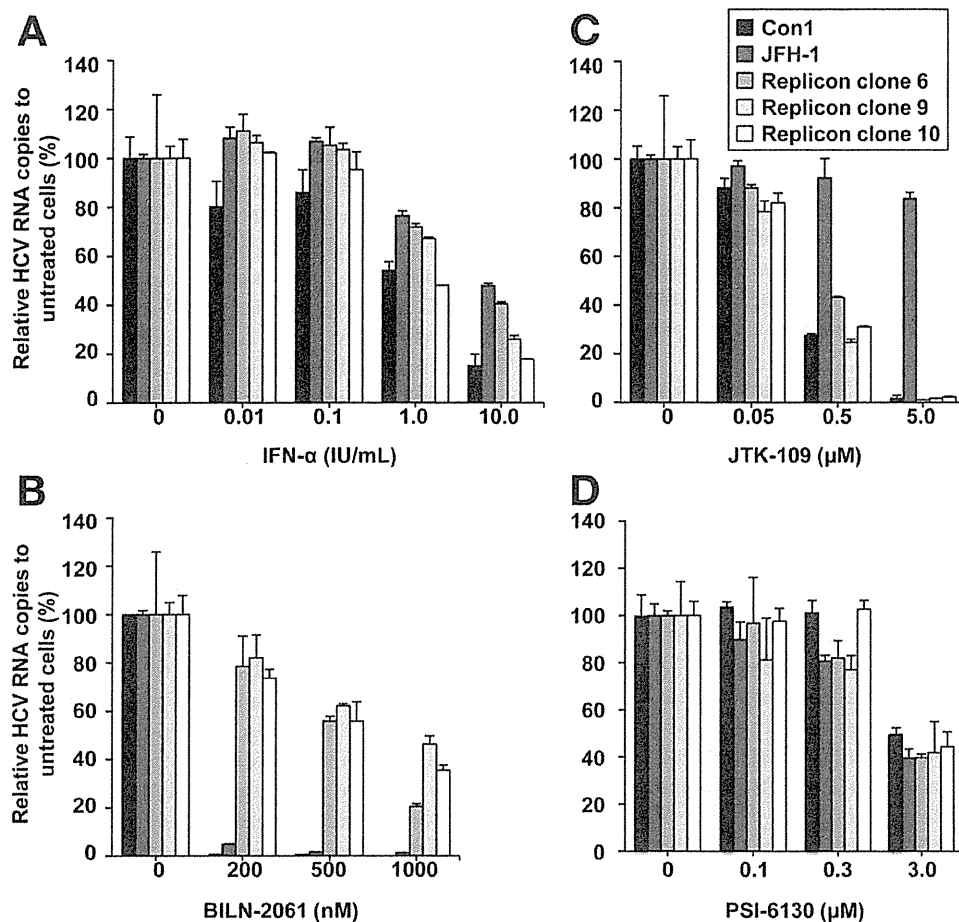 A
Relative HCV RNA copies to
untreated cells (%)
140
120
100
80
60
40
20
0
0 0.01 0.1 1.0 10.0
IFN-α (IU/mL)
C
Con1
JFH-1
Replicon clone 6
Replicon clone 9
Replicon clone 10
140
120
100
80
60
40
20
0
0 0.05 0.5 5.0
JTK-109 (µM)
B
Relative HCV RNA copies to
untreated cells (%)
140
120
100
80
60
40
20
0
0 200 500 1000
BILN-2061 (nM)
D
140
120
100
80
60
40
20
0
0 0.1 0.3 3.0
PSI-6130 (µM)